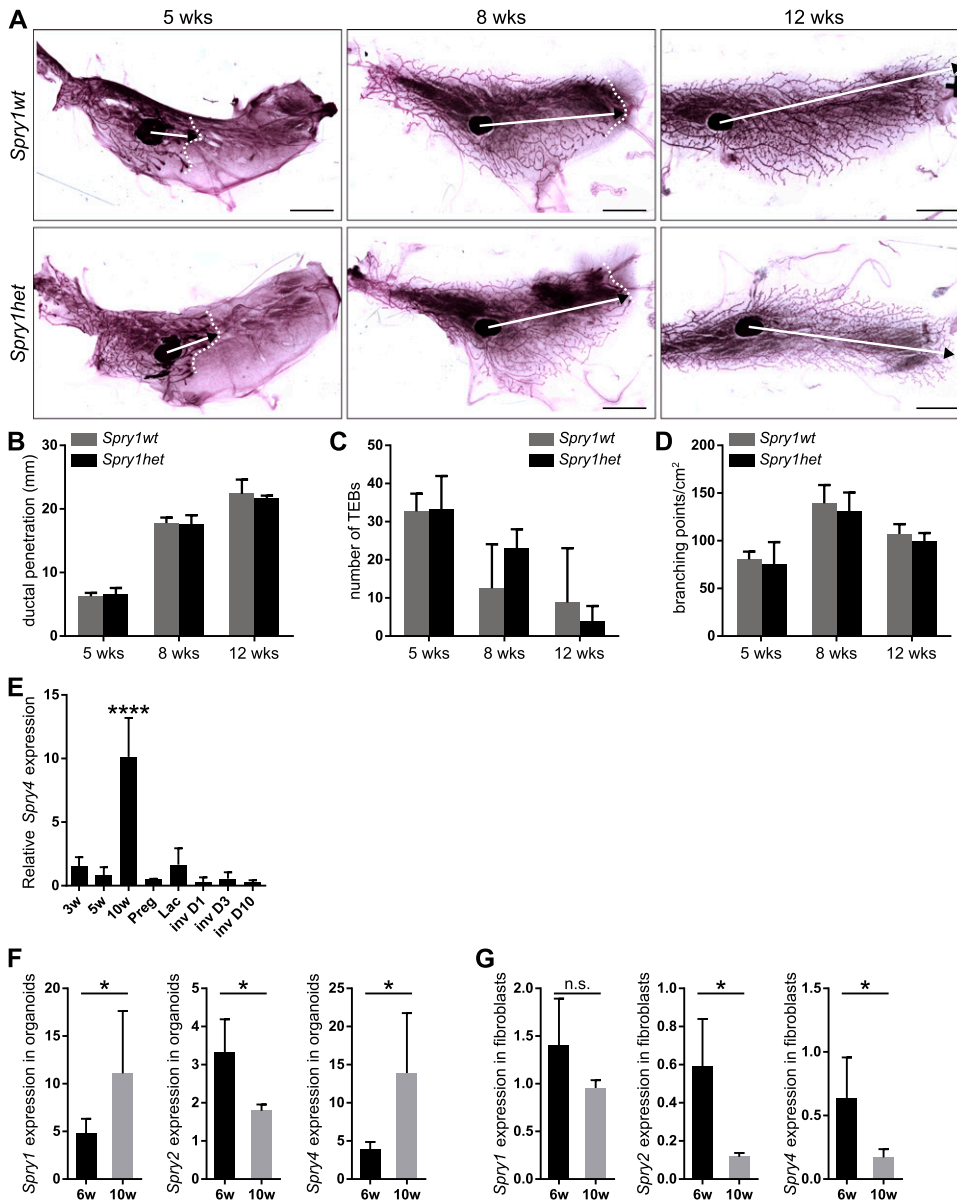 A
5 wks
8 wks
12 wks
Spry1wt
Spry1het
B
Spry1wt
Spry1het
ductal penetration (mm)
30
20
10
0
5 wks
8 wks
12 wks
C
Spry1wt
Spry1het
number of TEBs
50
40
30
20
10
0
5 wks
8 wks
12 wks
D
Spry1wt
Spry1het
branching points/cm2
200
150
100
50
0
5 wks
8 wks
12 wks
E
Relative Spry4 expression
15
10
5
0
****
3w
5w
10w
Preg
Lac
inv D1
inv D3
inv D10
F
Spry1 expression in organoids
20
15
10
5
0
*
6w
10w
Spry2 expression in organoids
5
4
3
2
1
0
*
6w
10w
Spry4 expression in organoids
25
20
15
10
5
0
*
6w
10w
G
Spry1 expression in fibroblasts
2.0
1.5
1.0
0.5
0.0
n.s.
6w
10w
Spry2 expression in fibroblasts
1.0
0.8
0.6
0.4
0.2
0.0
*
6w
10w
Spry4 expression in fibroblasts
1.5
1.0
0.5
0.0
*
6w
10w